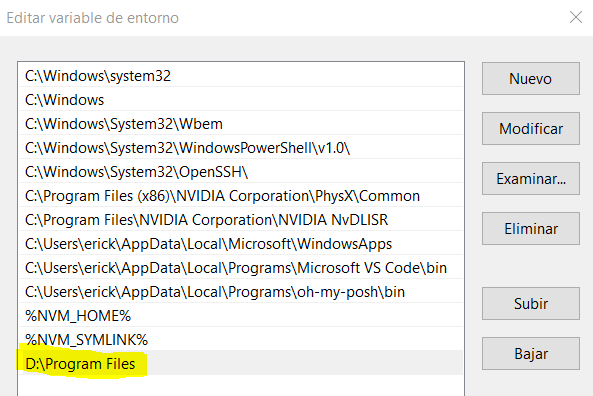 Editar variable de entorno
C:\Windows\system32
C:\Windows
C:\Windows\System32\Wbem
C:\Windows\System32\WindowsPowerShell\v1.0\
C:\Windows\System32\OpenSSH\
C:\Program Files (x86)\NVIDIA Corporation\PhysX\Common
C:\Program Files\NVIDIA Corporation\NVIDIA NvDLISR
C:\Users\erick\AppData\Local\Microsoft\WindowsApps
C:\Users\erick\AppData\Local\Programs\Microsoft VS Code\bin
C:\Users\erick\AppData\Local\Programs\oh-my-posh\bin
%NVM_HOME%
%NVM_SYMLINK%
D:\Program Files
Nuevo
Modificar
Examinar...
Eliminar
Subir
Bajar